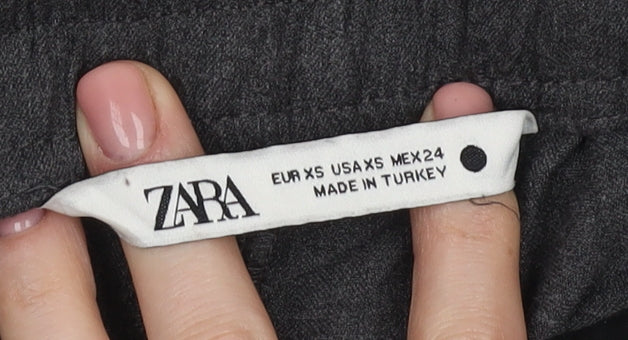 ZARA
EUR XS USA XS MEX 24
MADE IN TURKEY